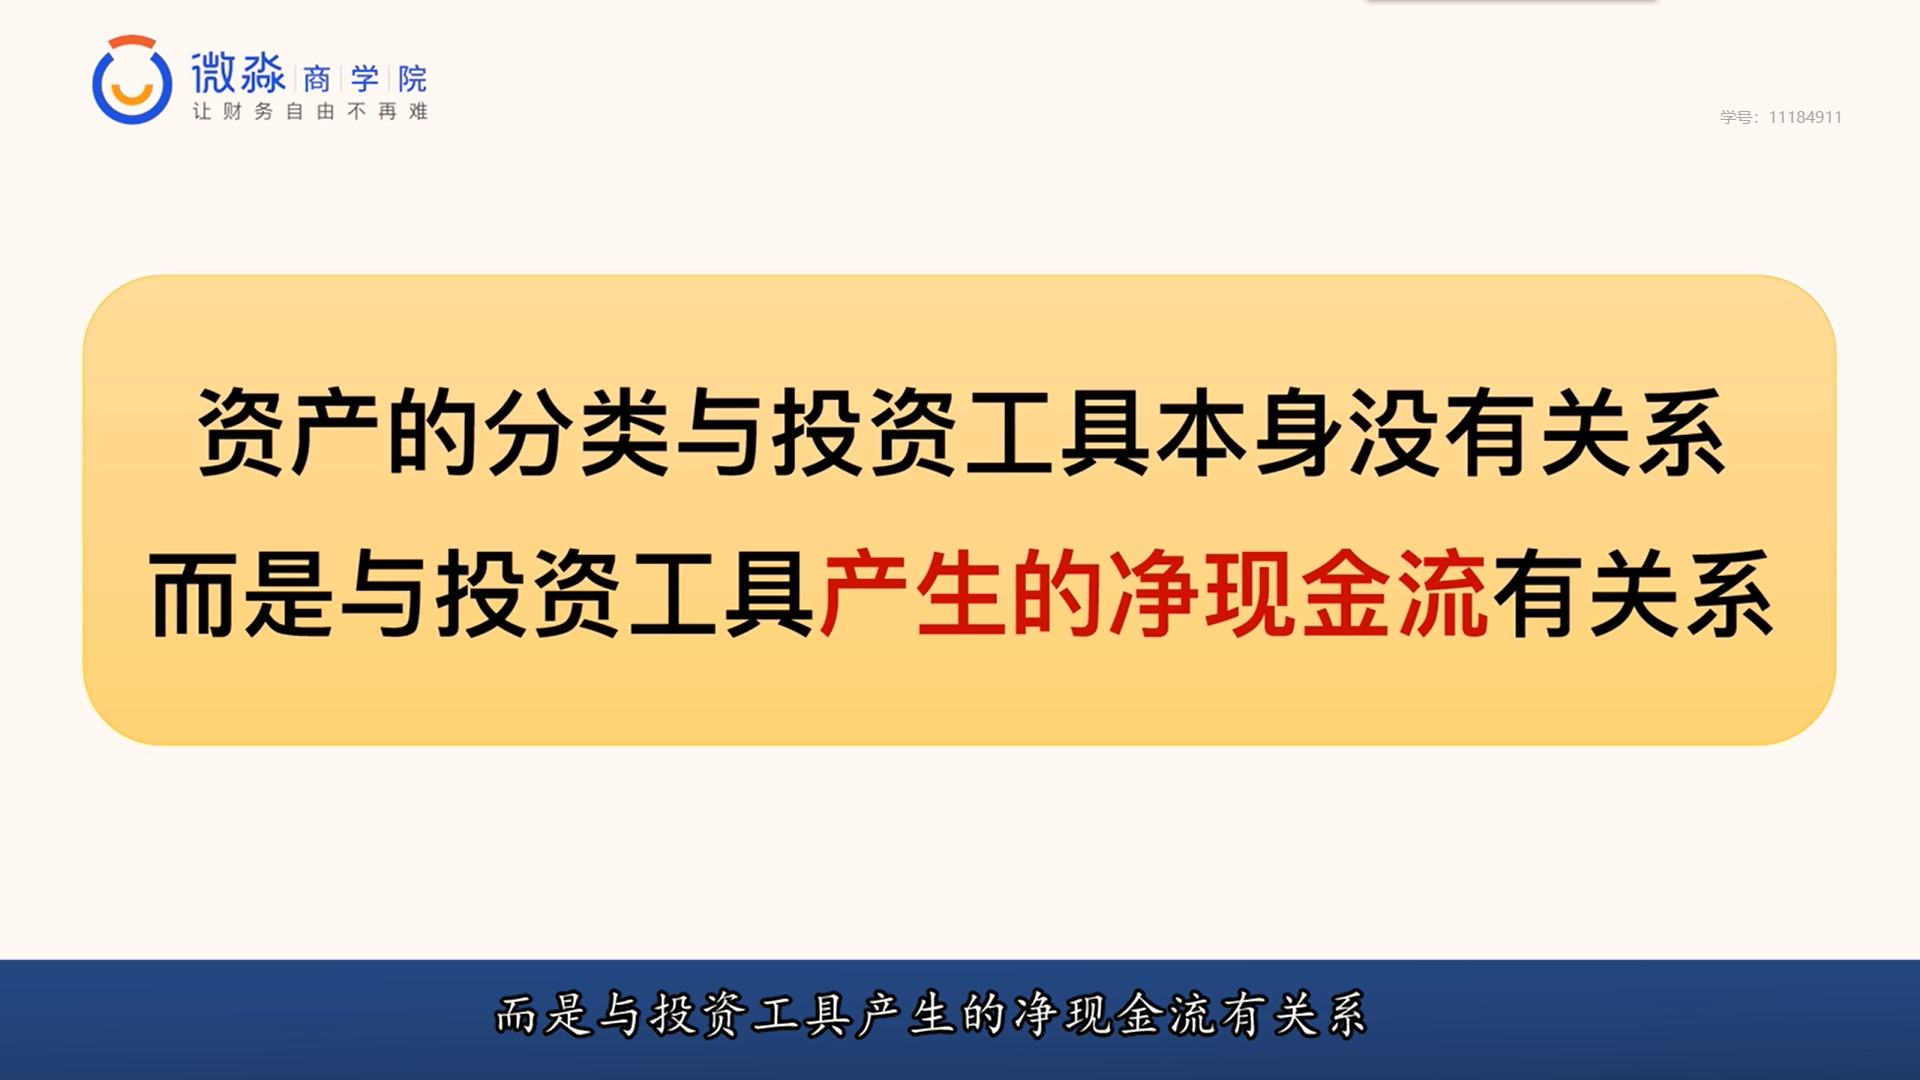 微淼 商 学 院
让财务自由不再难
学号：11184911
资产的分类与投资工具本身没有关系
而是与投资工具产生的净现金流有关系
而是与投资工具产生的净现金流有关系